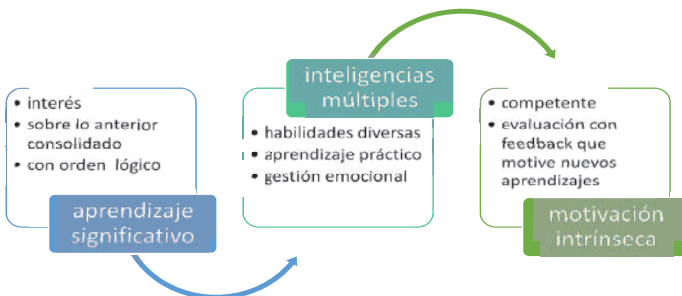 • interés
• sobre lo anterior
consolidado
• con orden lógico
aprendizaje
significativo
inteligencias
múltiples
• habilidades diversas
• aprendizaje práctico
• gestión emocional
• competente
• evaluación con
feedback que
motive nuevos
aprendizajes
motivación
intrínseca